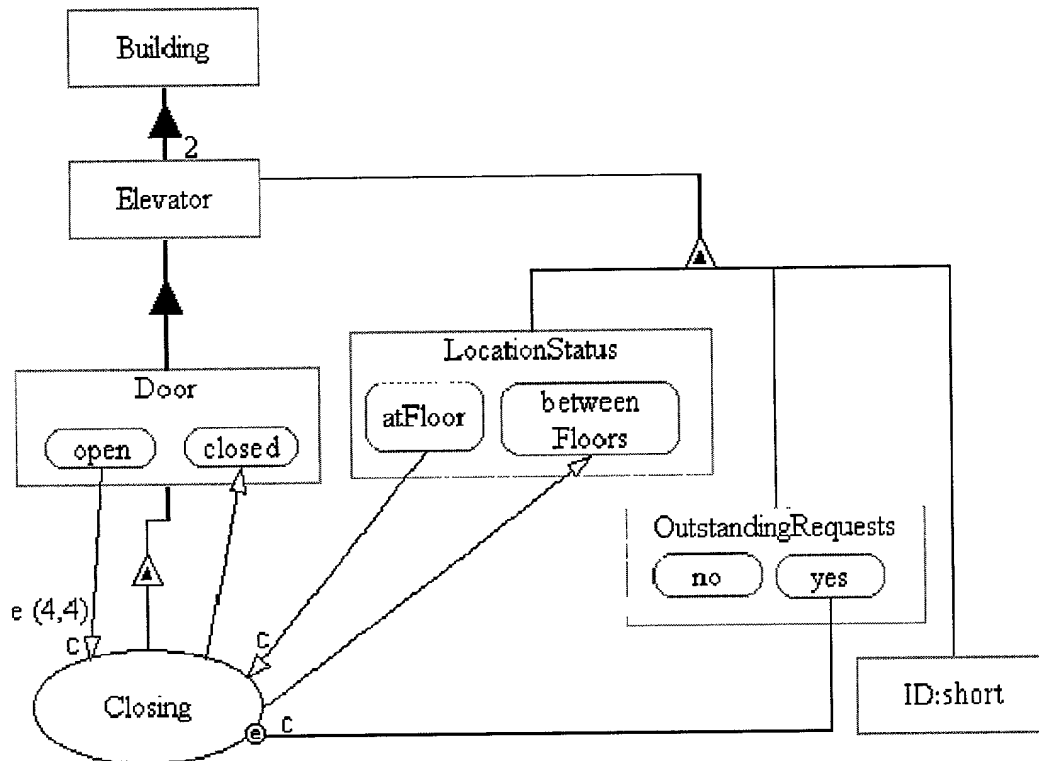 Building
2
Elevator
LocationStatus
atFloor
between
Floors
Door
open
closed
OutstandingRequests
no
yes
e (4,4)
c
c
Closing
e
c
ID:short